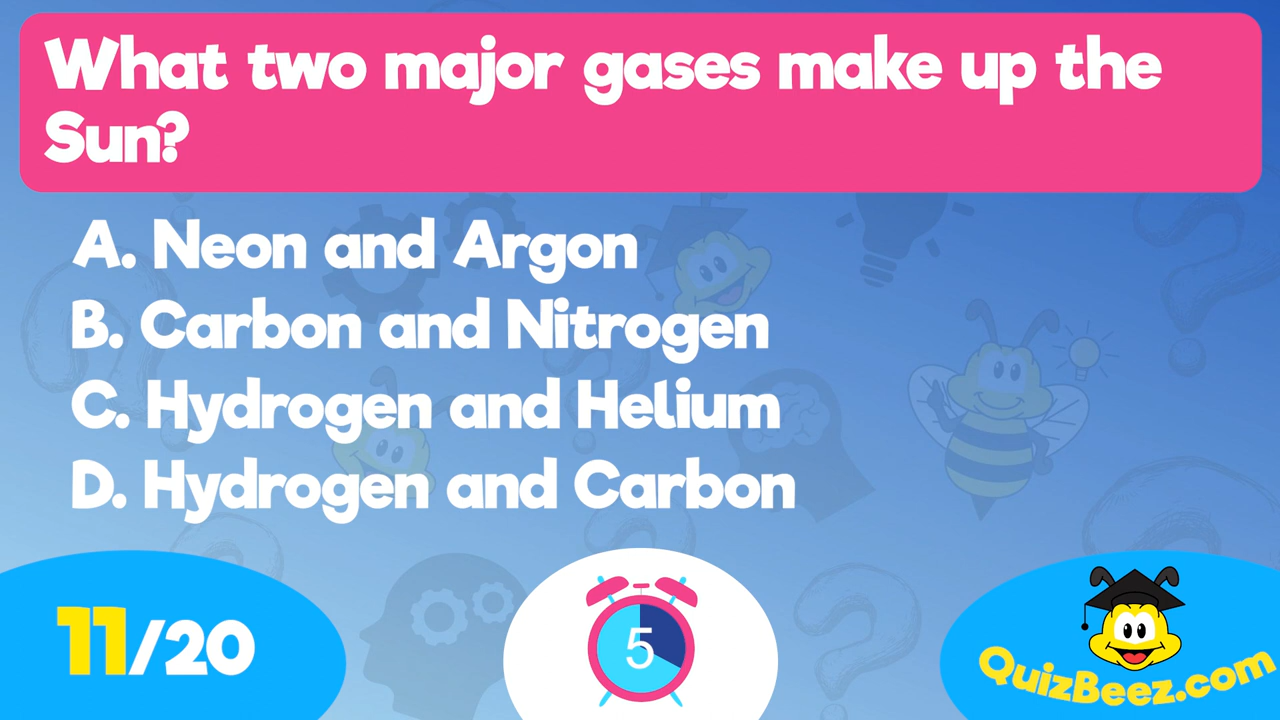 What two major gases make up the
Sun?
A. Neon and Argon
B. Carbon and Nitrogen
C. Hydrogen and Helium
D. Hydrogen and Carbon
11/20
5
QuizBeez.com